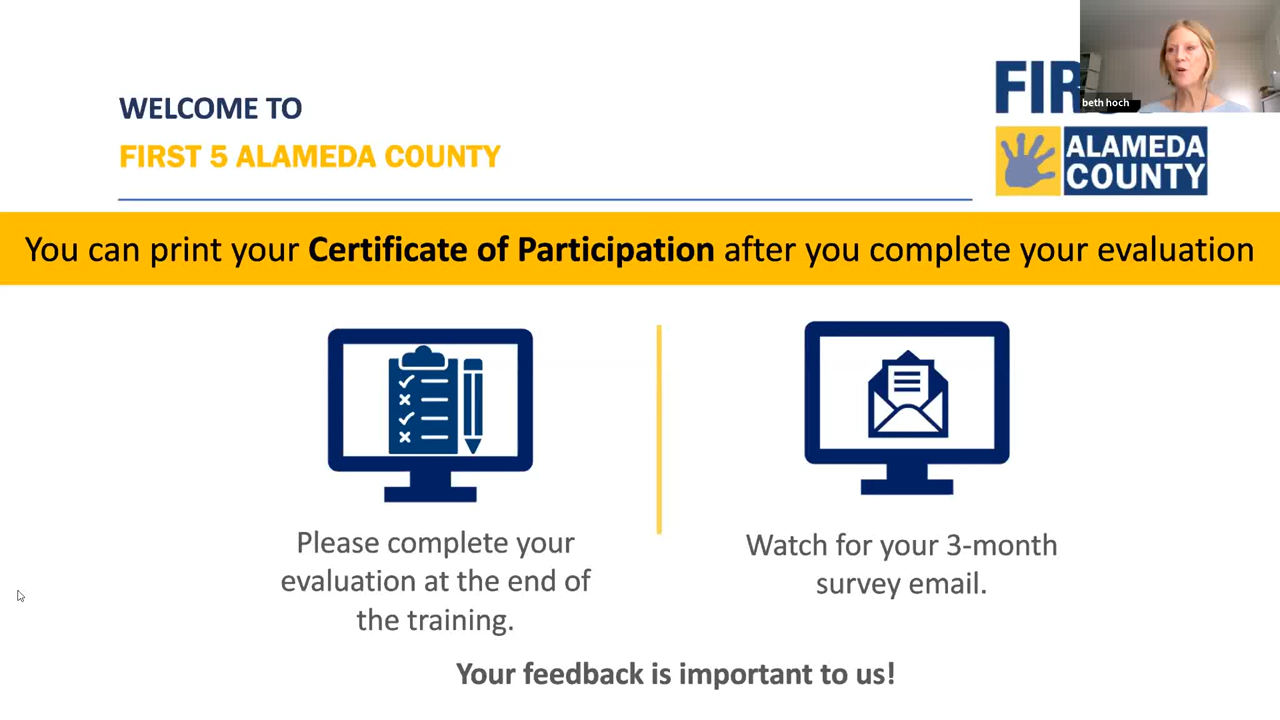 WELCOME TO
FIRST 5 ALAMEDA COUNTY
beth hoch
ALAMEDA
COUNTY
You can print your Certificate of Participation after you complete your evaluation
Please complete your
evaluation at the end of
the training.
Watch for your 3-month
survey email.
Your feedback is important to us!